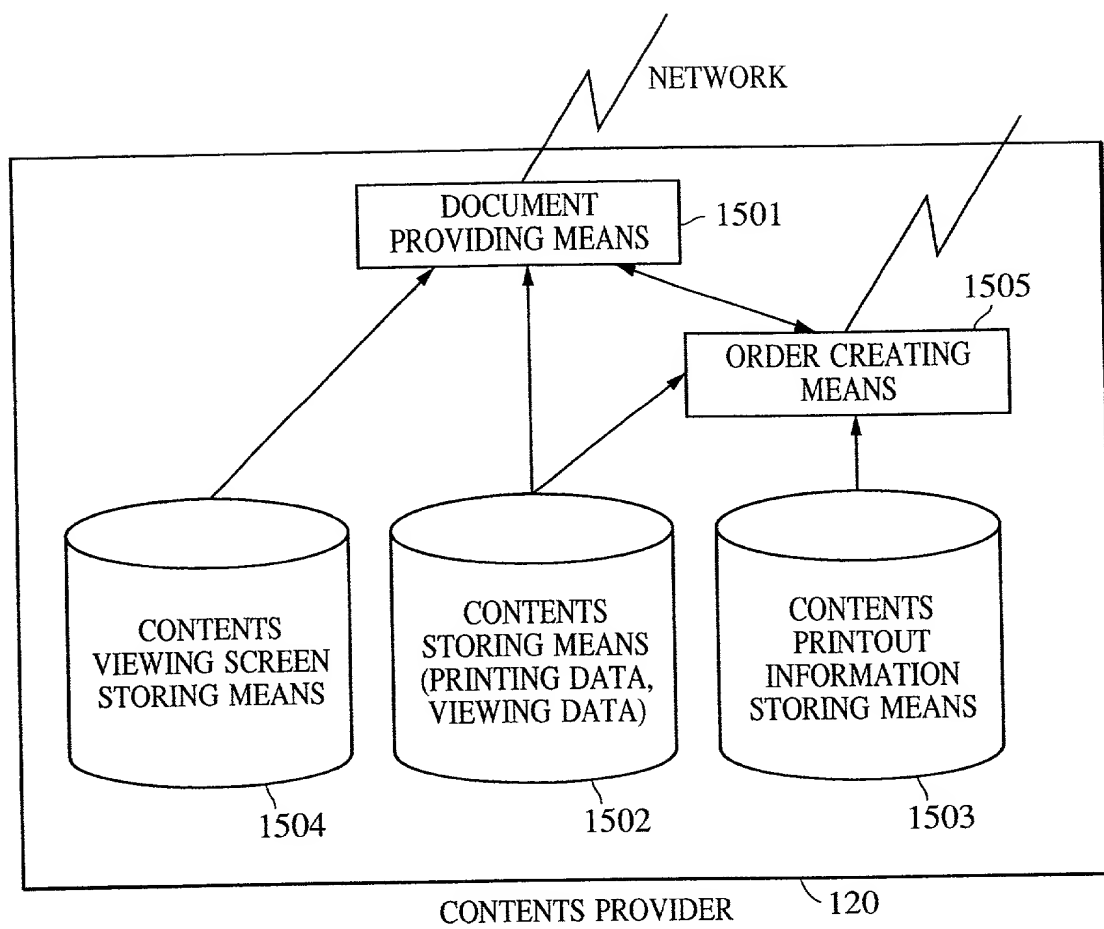 NETWORK
DOCUMENT
PROVIDING MEANS
1501
1505
ORDER CREATING
MEANS
CONTENTS
VIEWING SCREEN
STORING MEANS
CONTENTS
STORING MEANS
(PRINTING DATA,
VIEWING DATA)
CONTENTS
PRINTOUT
INFORMATION
STORING MEANS
1504
1502
1503
120
CONTENTS PROVIDER